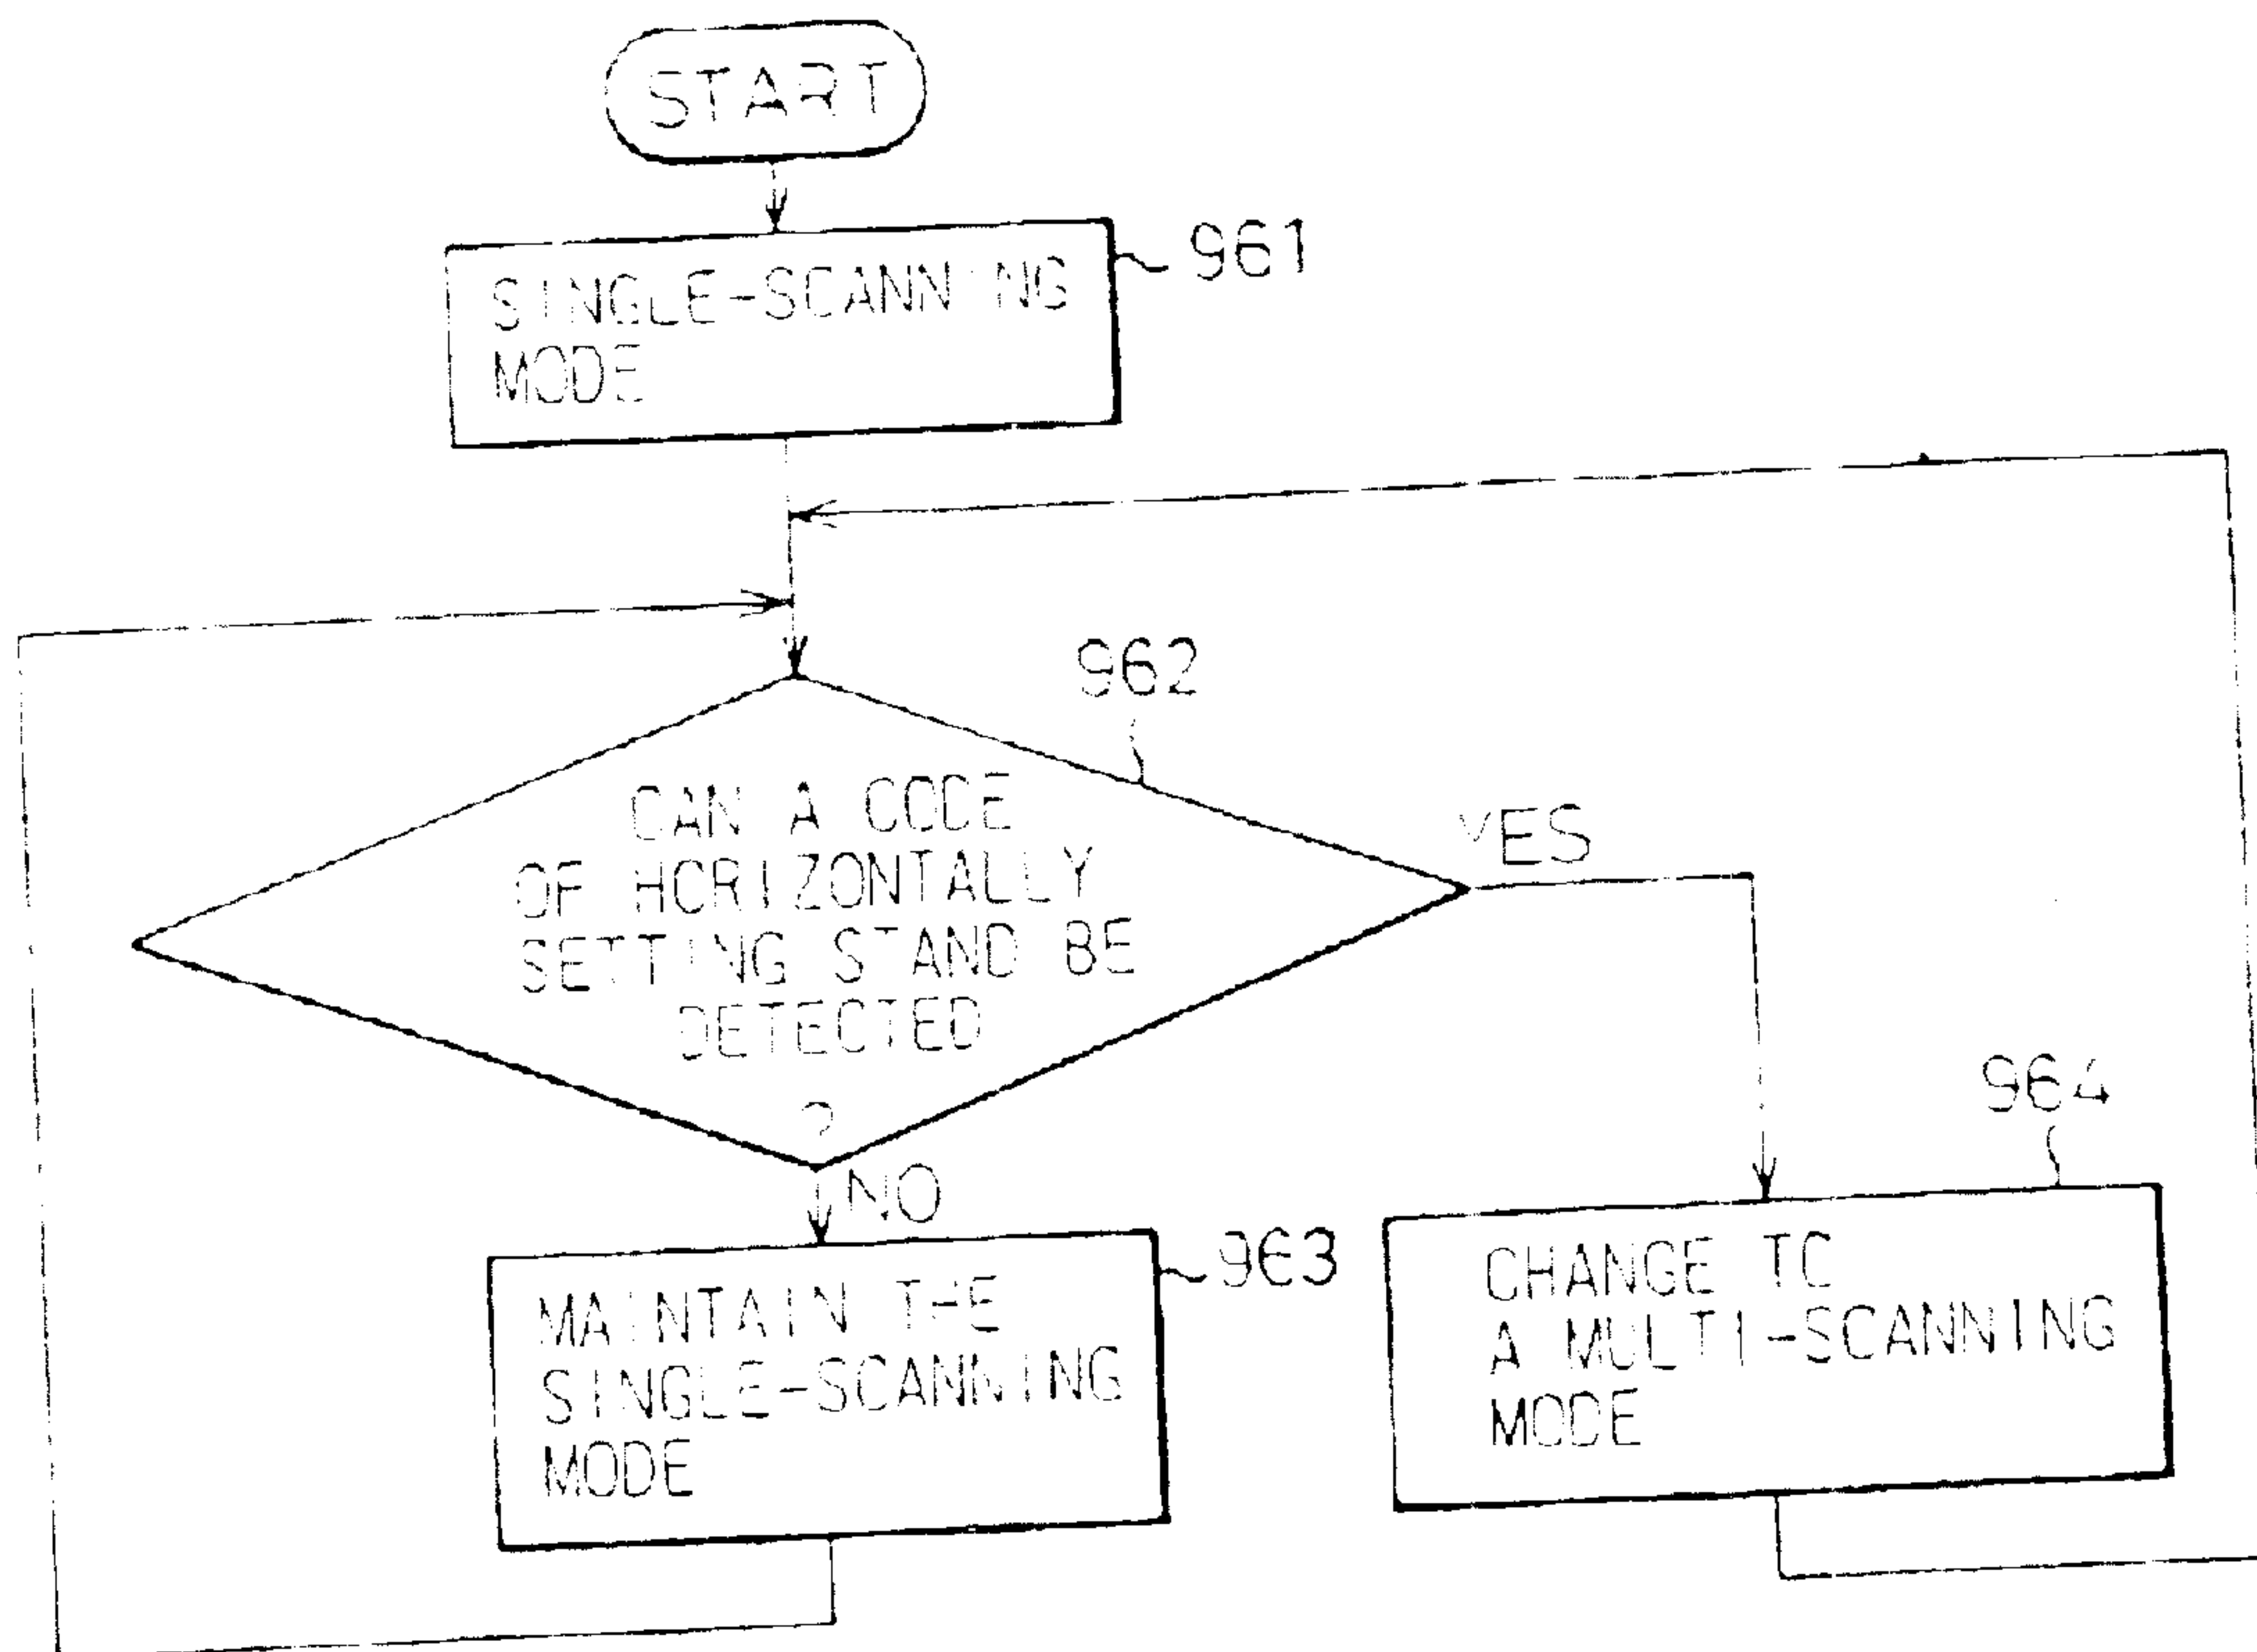 START
961
SINGLE-SCANNING
MODE
962
CAN A CODE
OF HORIZONTALLY
SETTING STAND BE
DETECTED
?
YES
NO
963
MAINTAIN THE
SINGLE-SCANNING
MODE
964
CHANGE TO
A MULTI-SCANNING
MODE